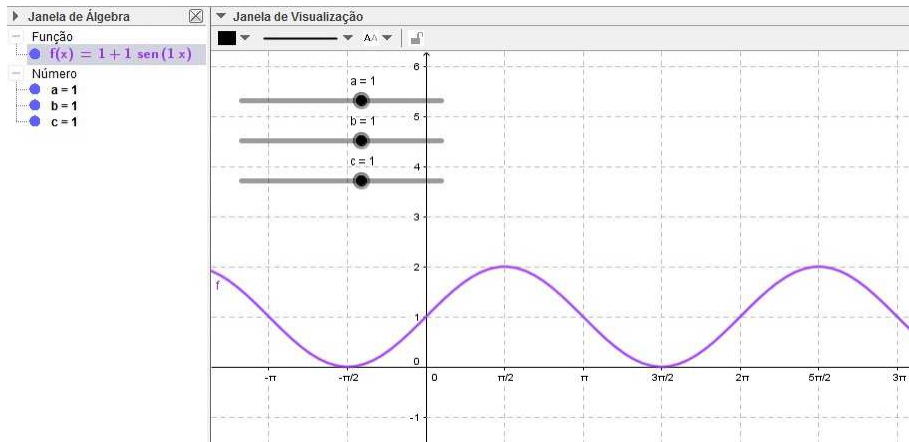 Janela de Álgebra
Função
f(x) = 1 + 1 sen (1 x)
Número
a = 1
b = 1
c = 1
Janela de Visualização
AA
a = 1
b = 1
c = 1
6
5
4
3
2
1
0
-1
f
-π
-π/2
0
π/2
π
3π/2
2π
5π/2
3π